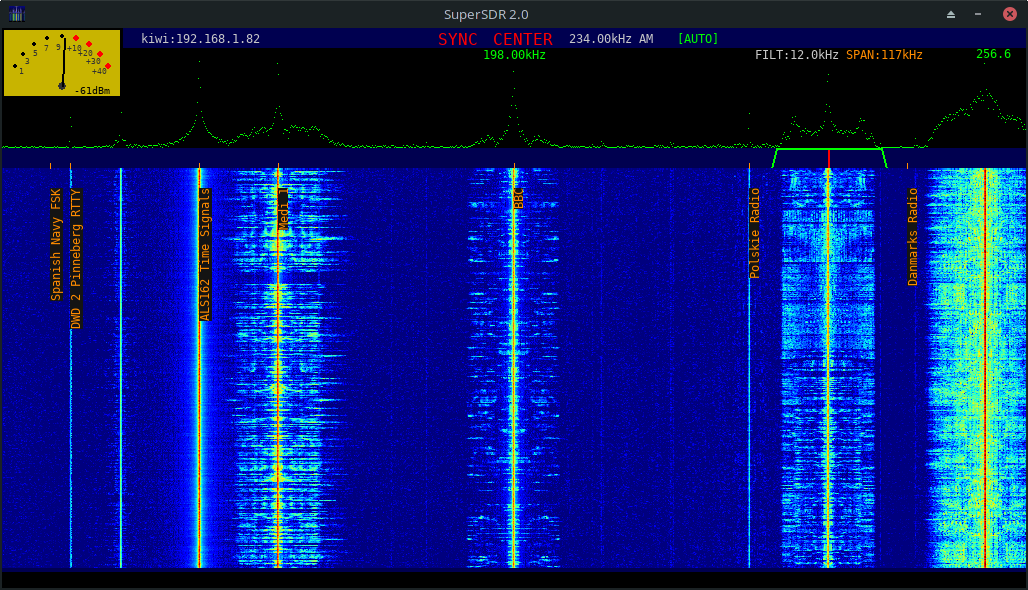 SuperSDR 2.0
kiwi:192.168.1.82
SYNC CENTER
234.00kHz AM
[AUTO]
198.00kHz
FILT:12.0kHz SPAN:117kHz
256.6
1 3 5 7 9 +10 +20 +30 +40
-61dBm
Spanish Navy FSK
DWD 2 Pinneberg RTTY
ALS162 Time Signals
Medi 1
BBC
Polskie Radio
Danmarks Radio